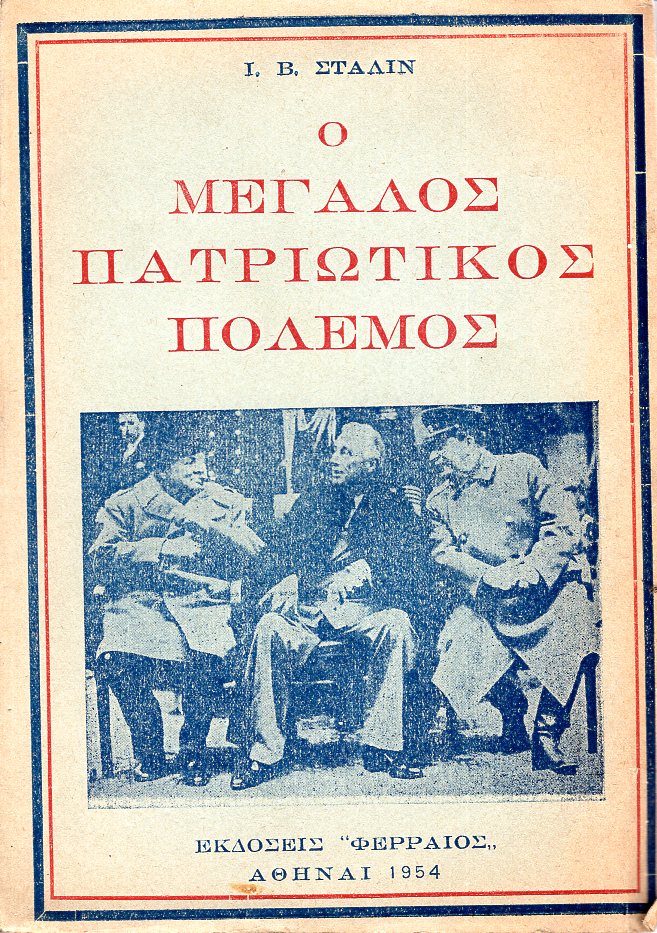 Ι. Β. ΣΤΑΛΙΝ
Ο
ΜΕΓΑΛΟΣ
ΠΑΤΡΙΩΤΙΚΟΣ
ΠΟΛΕΜΟΣ
ΕΚΔΟΣΕΙΣ “ΦΕΡΡΑΙΟΣ„
ΑΘΗΝΑΙ 1954